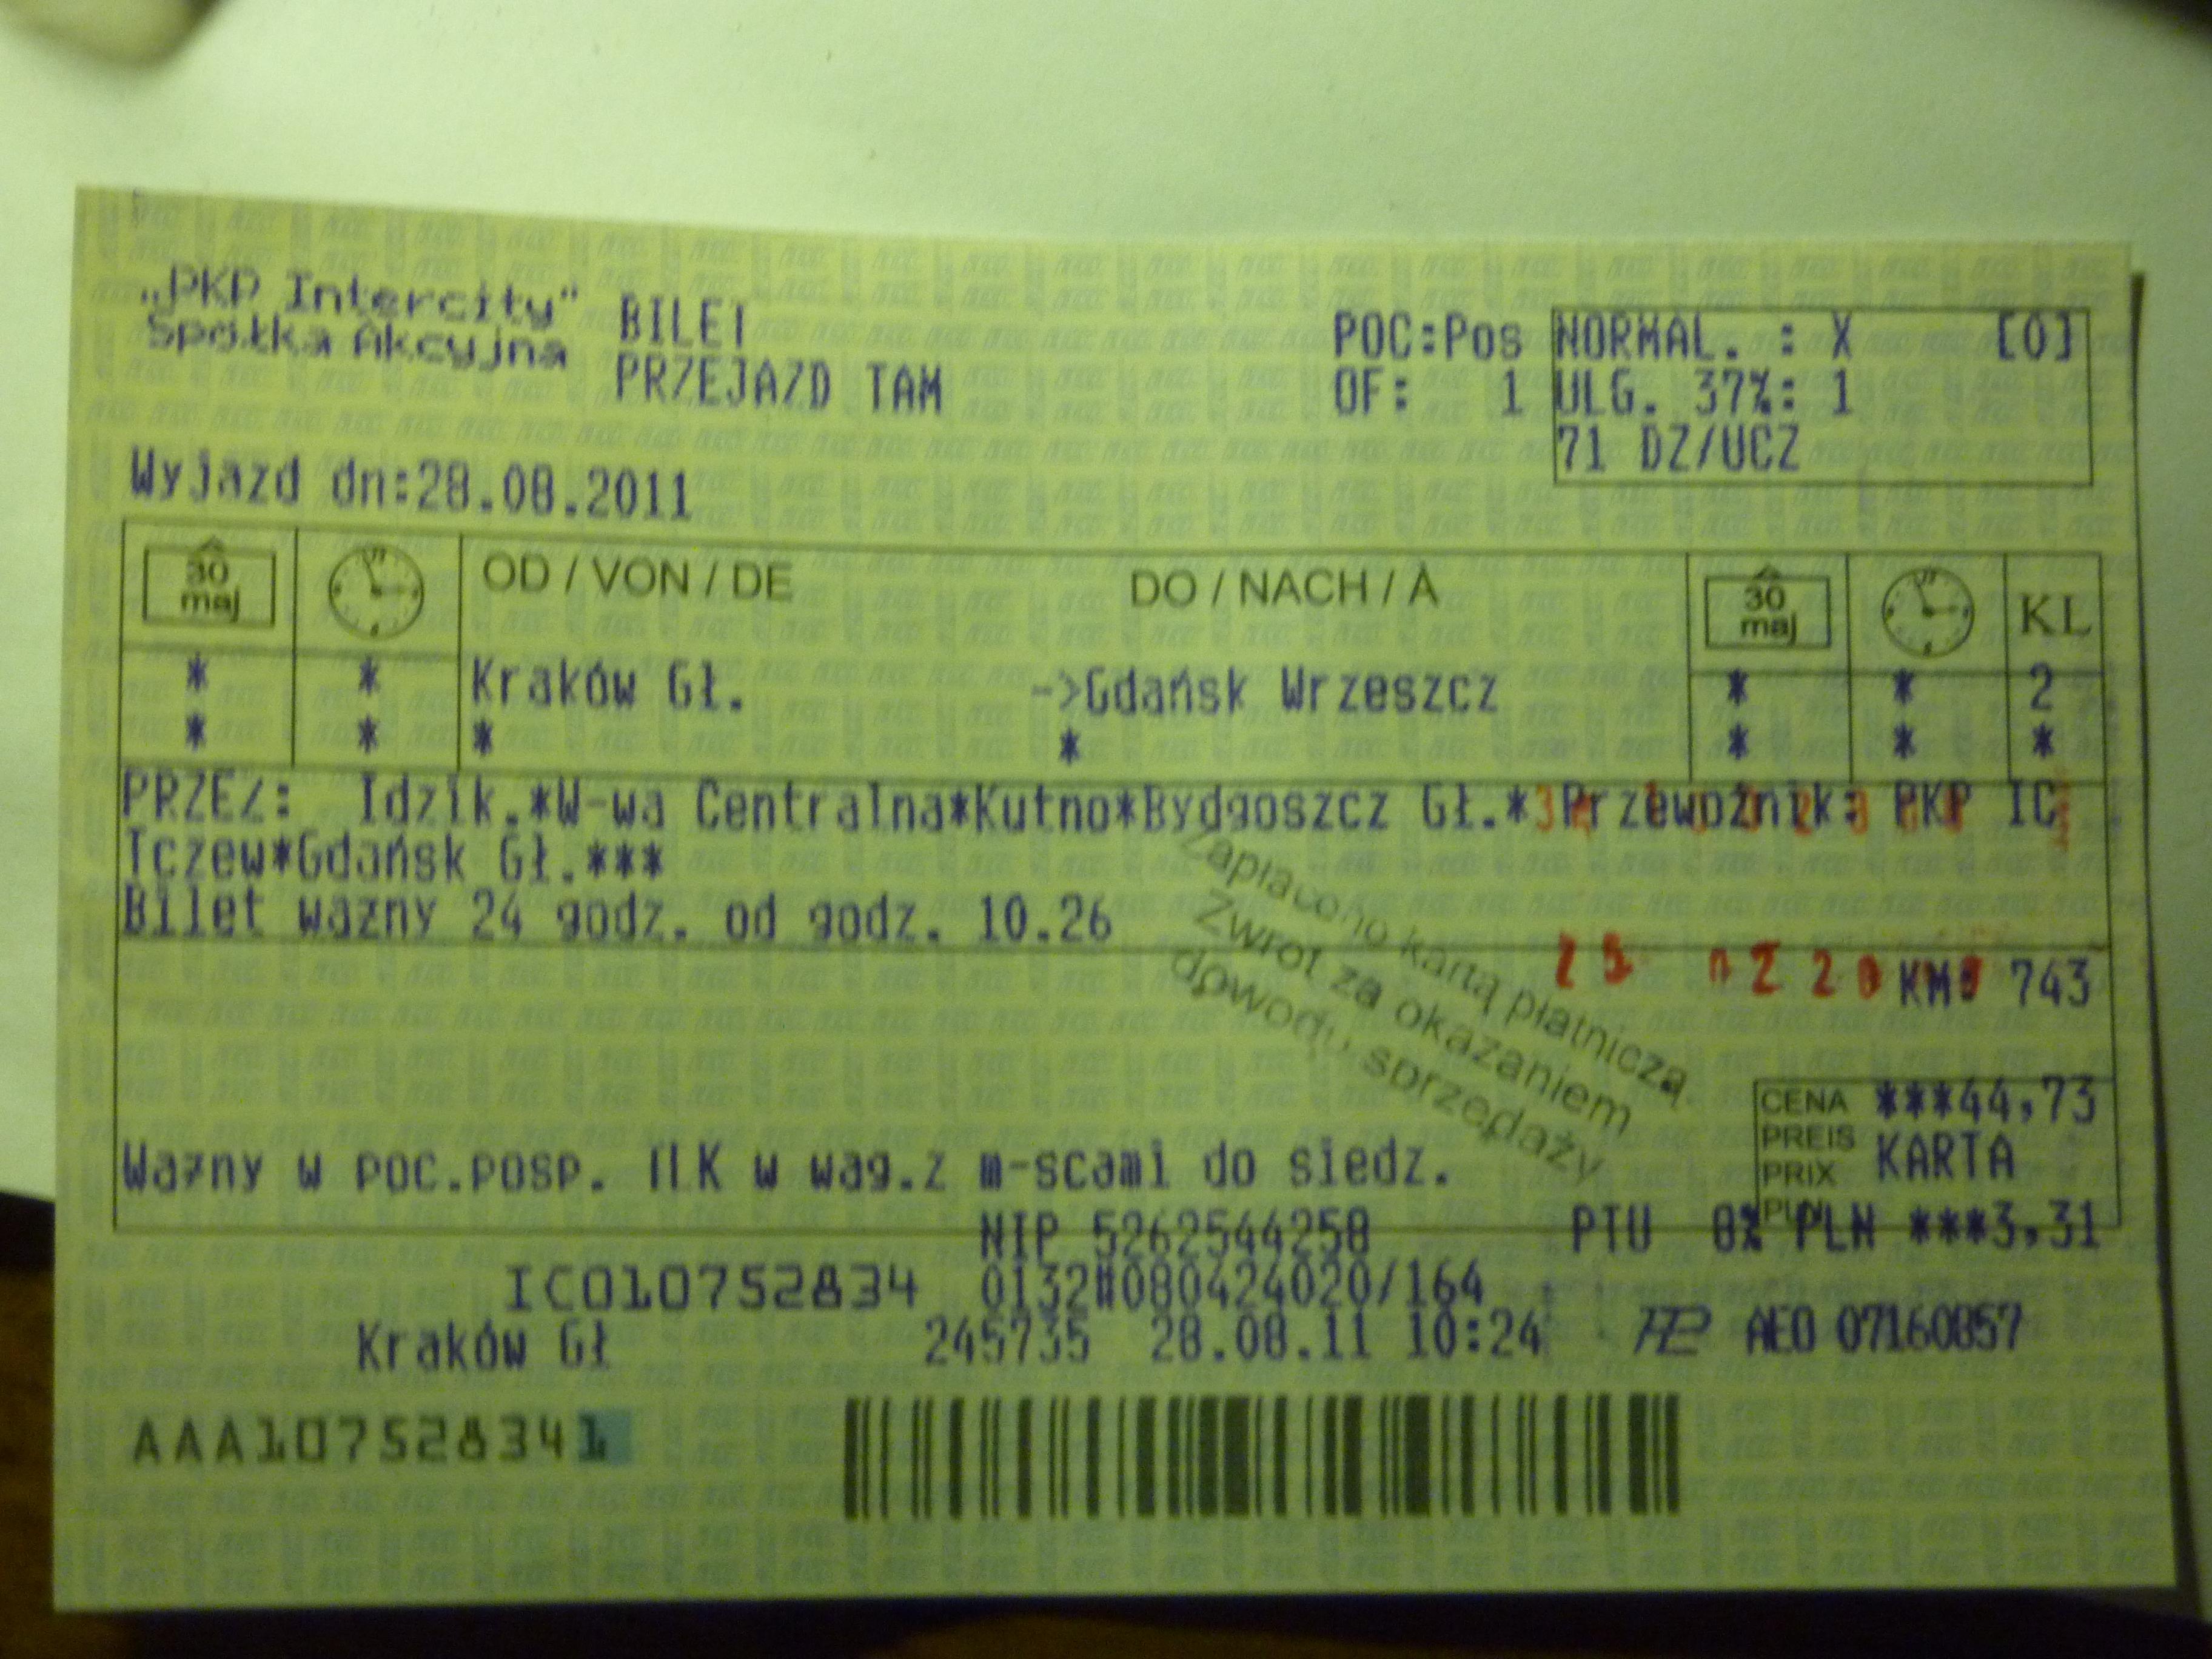 „PKP Intercity" BILET
Spółka Akcyjna PRZEJAZD TAM
POC:Pos NORMAL. : X [0]
OF: 1 ULG. 37%: 1
71 DZ/UCZ
Wyjazd dn:28.08.2011
30 maj OD / VON / DE DO / NACH / À 30 maj KL
* * Kraków Gł. ->Gdańsk Wrzeszcz * * 2
* * * * * * *
PRZEZ: Idzik.*W-wa Centralna*Kutno*Bydgoszcz Gł.* Przewoźnik: PKP IC
Tczew*Gdańsk Gł.***
Bilet ważny 24 godz. od godz. 10.26
Zapłacono kartą płatniczą
Zwrot za okazaniem
dowodu sprzedaży
KM: 743
CENA ***44,73
PREIS
PRIX KARTA
PLN
Ważny w poc.posp. TLK w wag.z m-scami do siedz.
NIP 5262544258 PTU 8% PLN ***3,31
IC010752834 0132#080424020/164
Kraków Gł 245735 28.08.11 10:24 AEO 07160857
AAA107528341